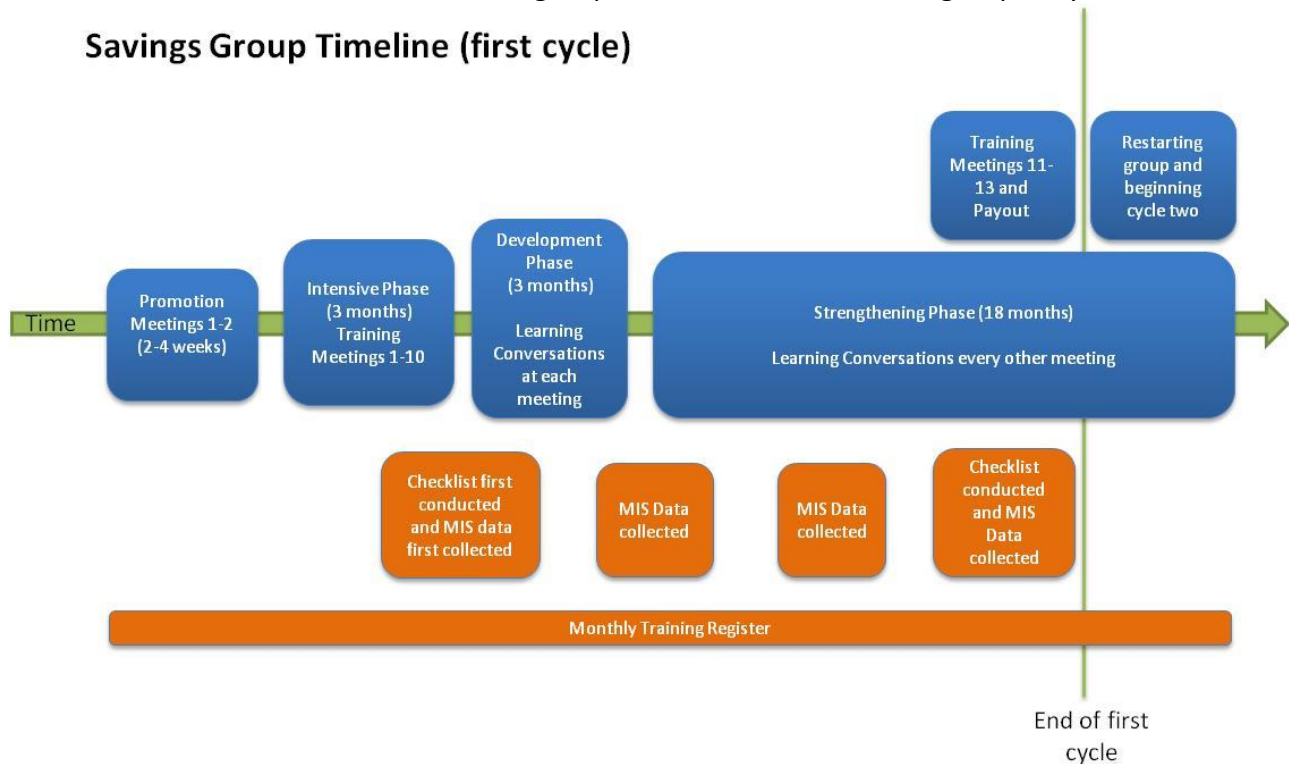 Savings Group Timeline (first cycle)
Training
Meetings 11-
13 and
Payout
Restarting
group and
beginning
cycle two
Time
Promotion
Meetings 1-2
(2-4 weeks)
Intensive Phase
(3 months)
Training
Meetings 1-10
Development
Phase
(3 months)
Learning
Conversations
at each
meeting
Strengthening Phase (18 months)
Learning Conversations every other meeting
Checklist first
conducted
and MIS data
first collected
MIS Data
collected
MIS Data
collected
Checklist
conducted
and MIS
Data
collected
Monthly Training Register
End of first
cycle